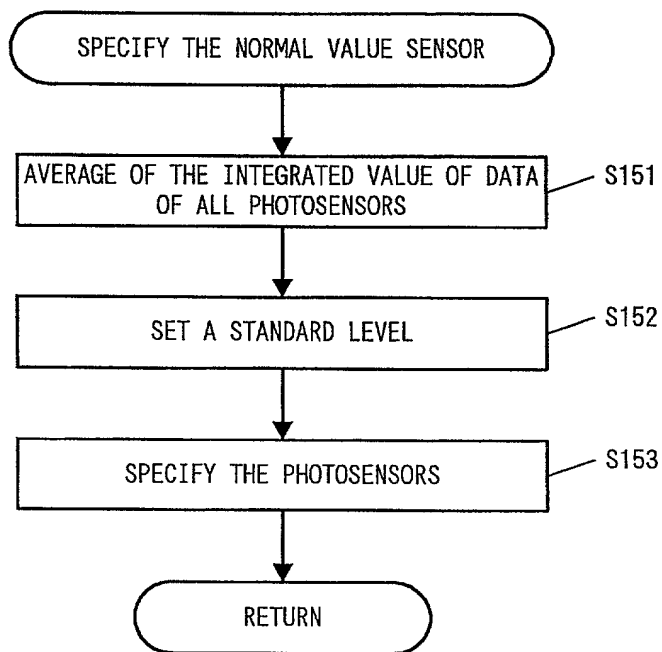 SPECIFY THE NORMAL VALUE SENSOR
AVERAGE OF THE INTEGRATED VALUE OF DATA
OF ALL PHOTOSENSORS
S151
SET A STANDARD LEVEL
S152
SPECIFY THE PHOTOSENSORS
S153
RETURN